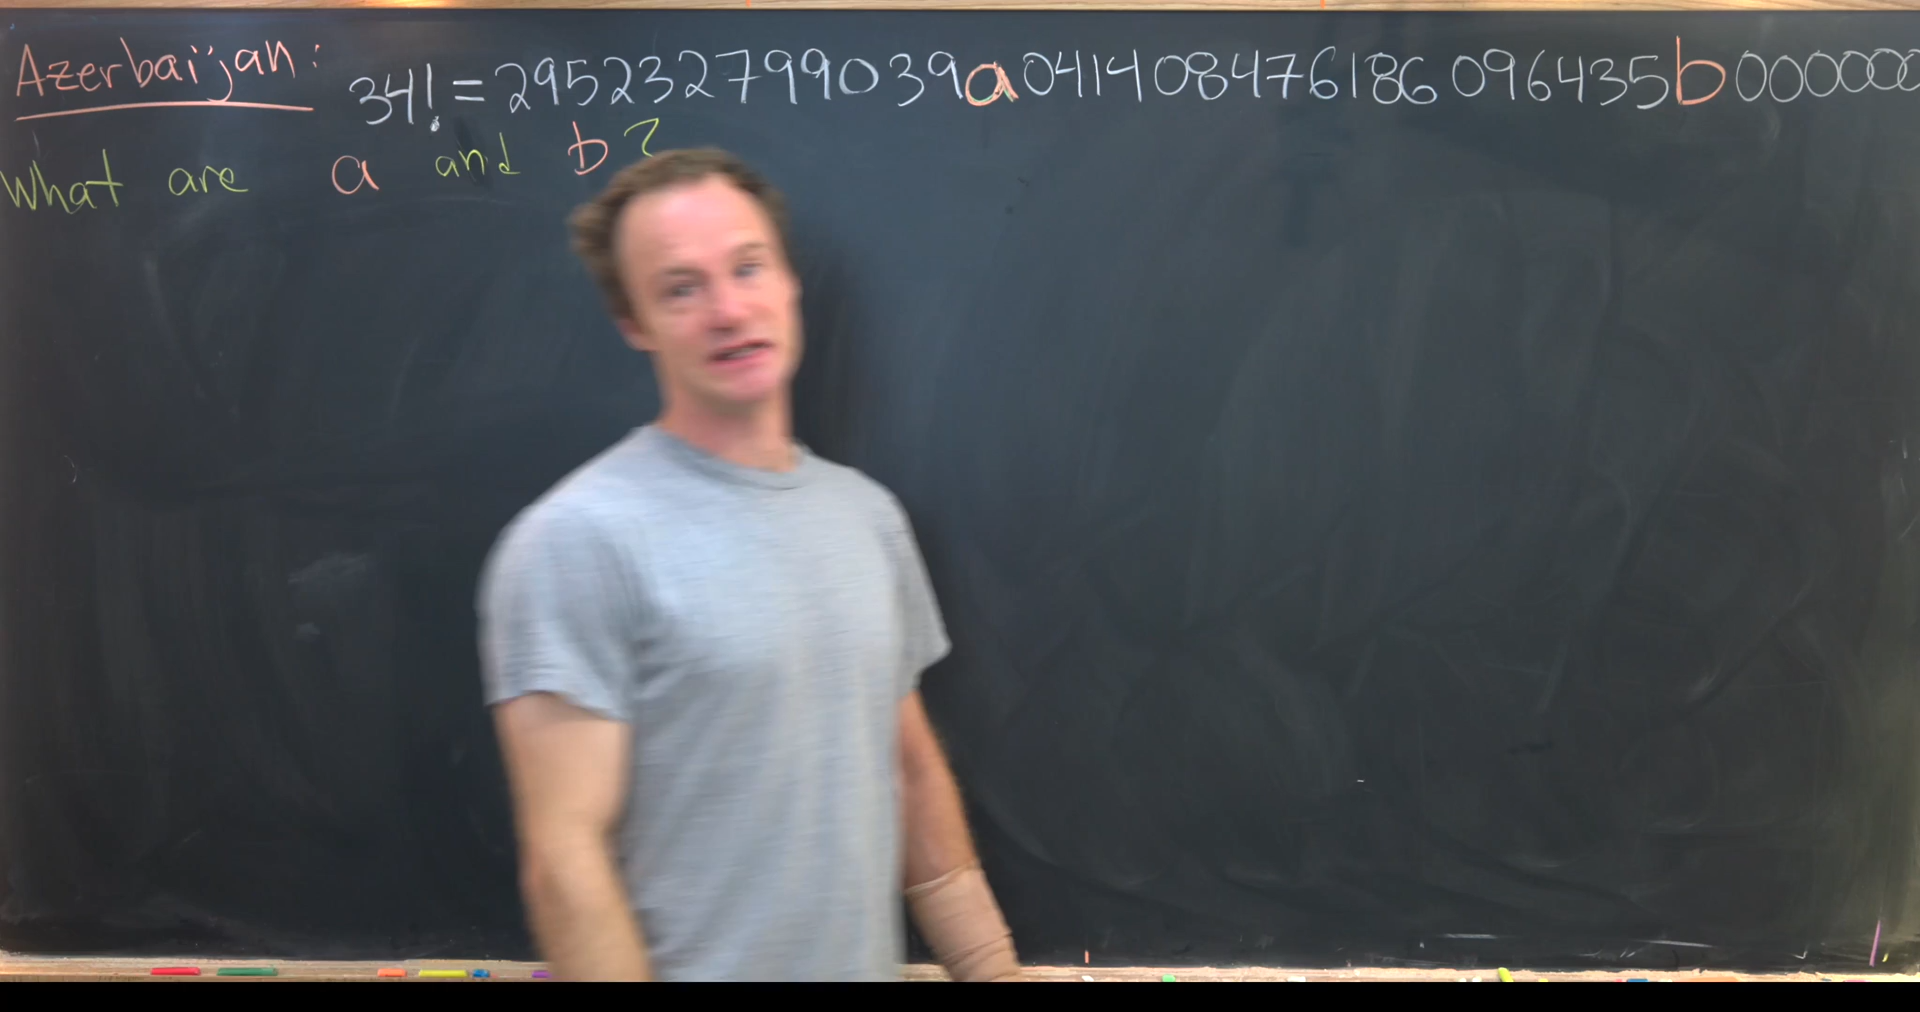 Azerbaijan: 34! = 295232799039a041408476186096435b000000
What are a and b?